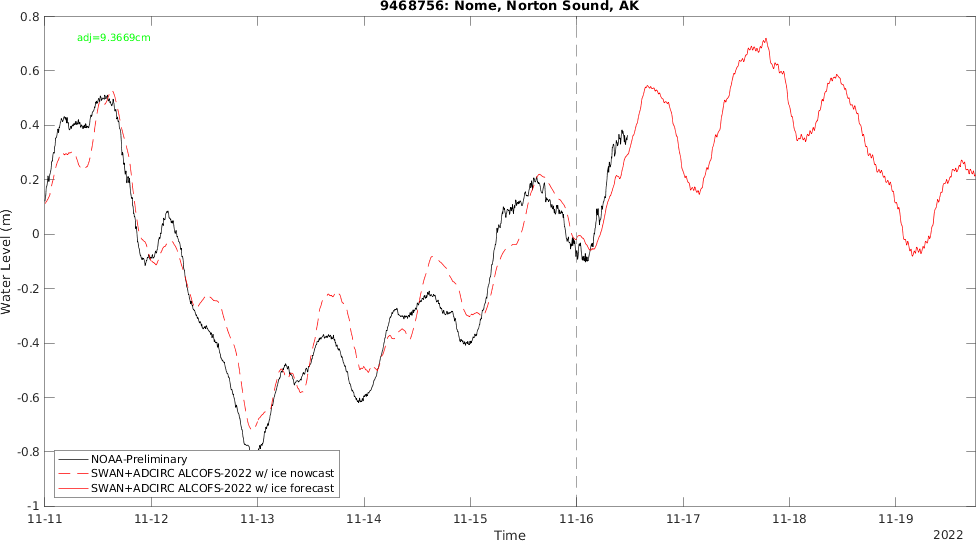 9468756: Nome, Norton Sound, AK
adj=9.3669cm
0.8
0.6
0.4
0.2
0
-0.2
-0.4
-0.6
-0.8
-1
Water Level (m)
NOAA-Preliminary
SWAN+ADCIRC ALCOFS-2022 w/ ice nowcast
SWAN+ADCIRC ALCOFS-2022 w/ ice forecast
11-11 11-12 11-13 11-14 11-15 11-16 11-17 11-18 11-19
Time
2022